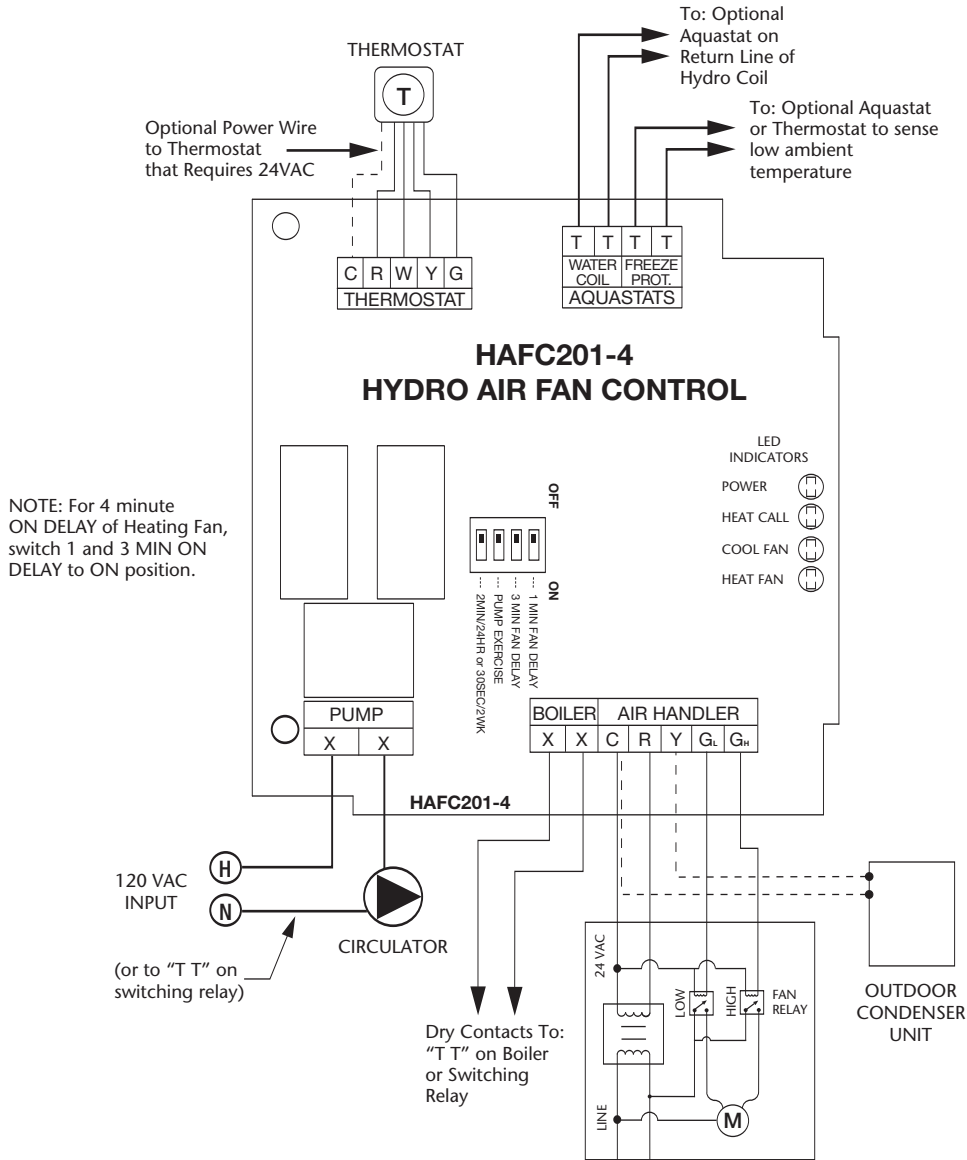 To: Optional
Aquastat on
Return Line of
Hydro Coil
THERMOSTAT
T
To: Optional Aquastat
or Thermostat to sense
low ambient
temperature
Optional Power Wire
to Thermostat
that Requires 24VAC
C R W Y G
THERMOSTAT
T T T T
WATER COIL
FREEZE PROT.
AQUASTATS
HAFC201-4
HYDRO AIR FAN CONTROL
LED
INDICATORS
POWER
HEAT CALL
COOL FAN
HEAT FAN
NOTE: For 4 minute
ON DELAY of Heating Fan,
switch 1 and 3 MIN ON
DELAY to ON position.
OFF
ON
--- 1 MIN FAN DELAY
--- 3 MIN FAN DELAY
--- PUMP EXERCISE
--- 2MIN/24HR or 30SEC/2WK
PUMP
X X
BOILER AIR HANDLER
X X C R Y GL GH
HAFC201-4
120 VAC
INPUT
H
N
CIRCULATOR
(or to “T T” on
switching relay)
Dry Contacts To:
“T T” on Boiler
or Switching
Relay
24 VAC
LOW
HIGH
FAN
RELAY
LINE
M
OUTDOOR
CONDENSER
UNIT